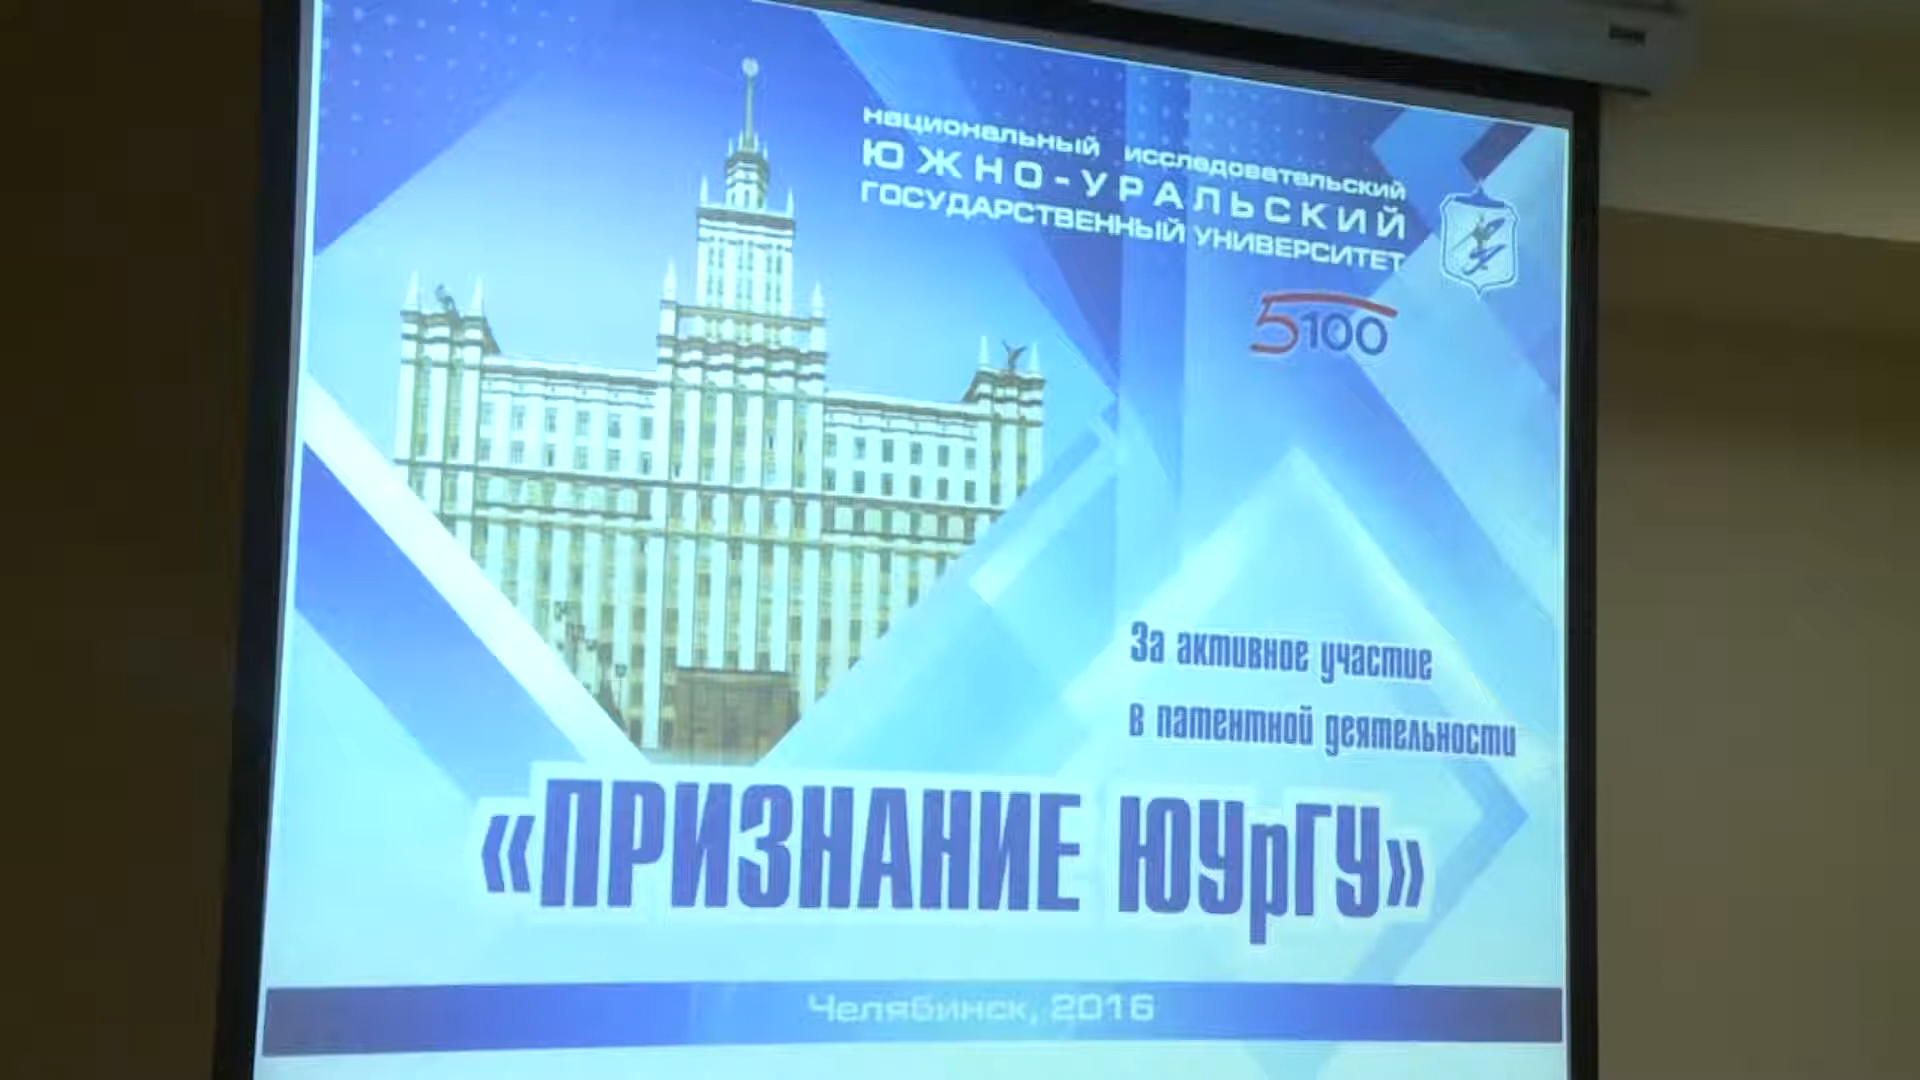 национальный исследовательский
ЮЖНО-УРАЛЬСКИЙ
ГОСУДАРСТВЕННЫЙ УНИВЕРСИТЕТ
5100
За активное участие
в патентной деятельности
«ПРИЗНАНИЕ ЮУрГУ»
Челябинск, 2016